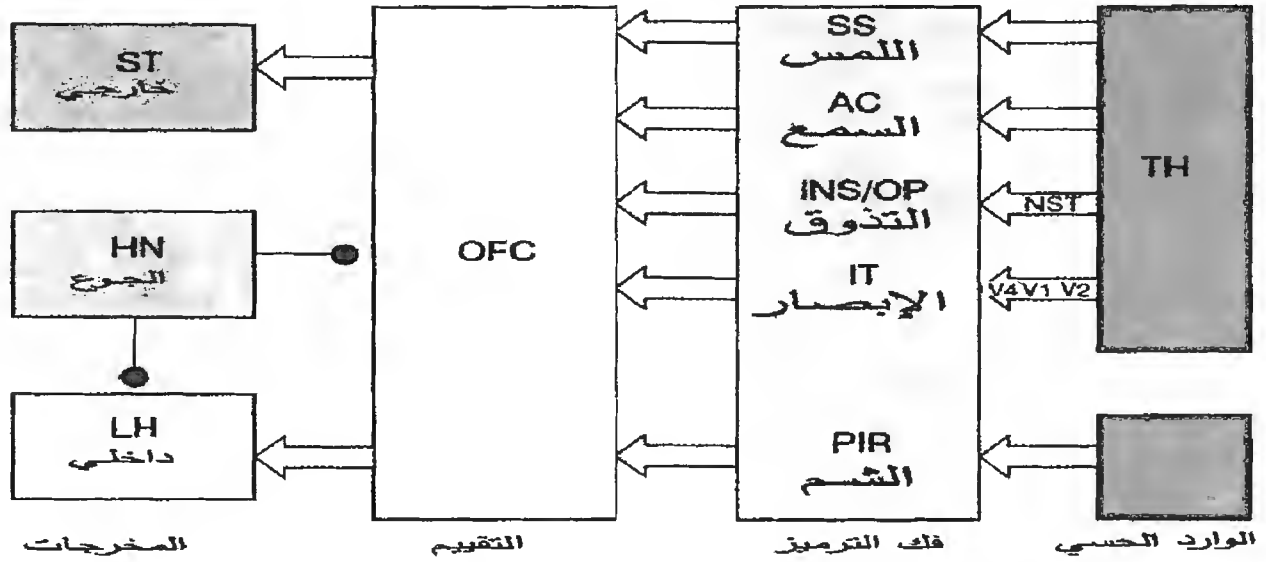 SS
اللمس
AC
السمع
INS/OP
التذوق
IT
الإبصار
PIR
الشم
TH
NST
V4 V1 V2
OFC
ST
خارجي
HN
الجوع
LH
داخلي
الوارد الحسي
فك الترميز
التقييم
المخرجات